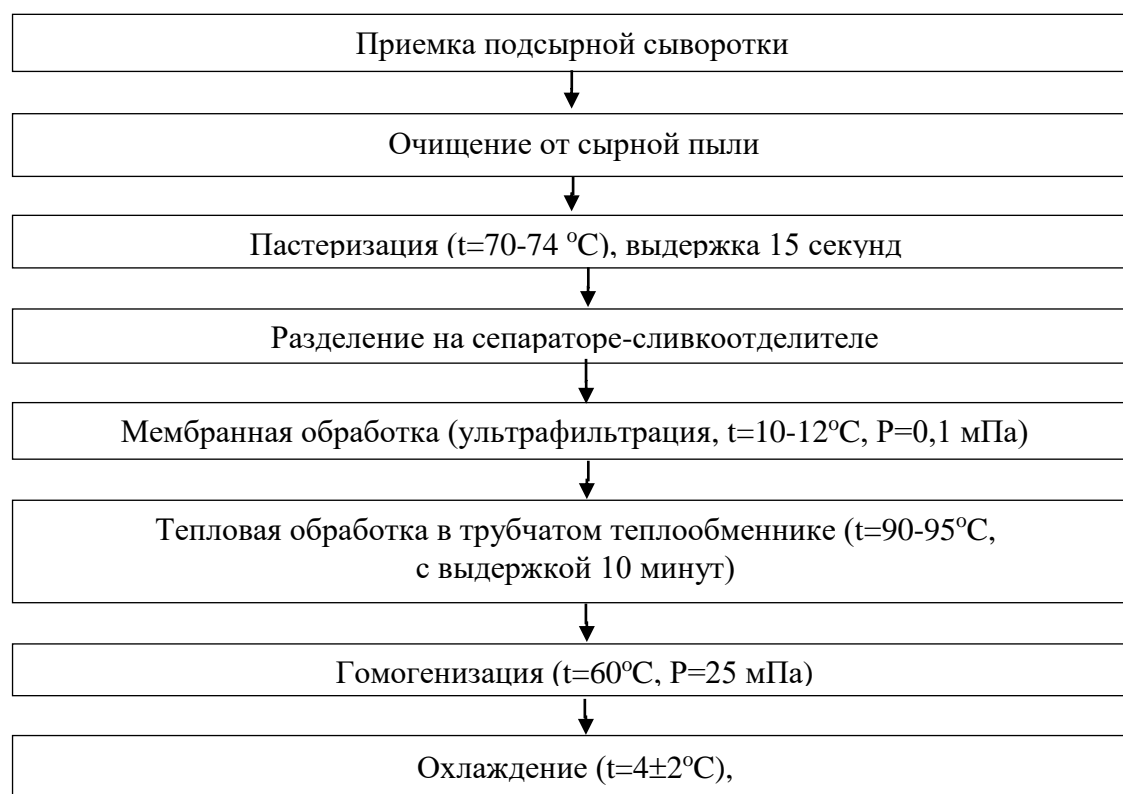 Приемка подсырной сыворотки
Очищение от сырной пыли
Пастеризация (t=70-74 ºС), выдержка 15 секунд
Разделение на сепараторе-сливкоотделителе
Мембранная обработка (ультрафильтрация, t=10-12ºС, Р=0,1 мПа)
Тепловая обработка в трубчатом теплообменнике (t=90-95ºС,
с выдержкой 10 минут)
Гомогенизация (t=60ºС, Р=25 мПа)
Охлаждение (t=4±2ºС),